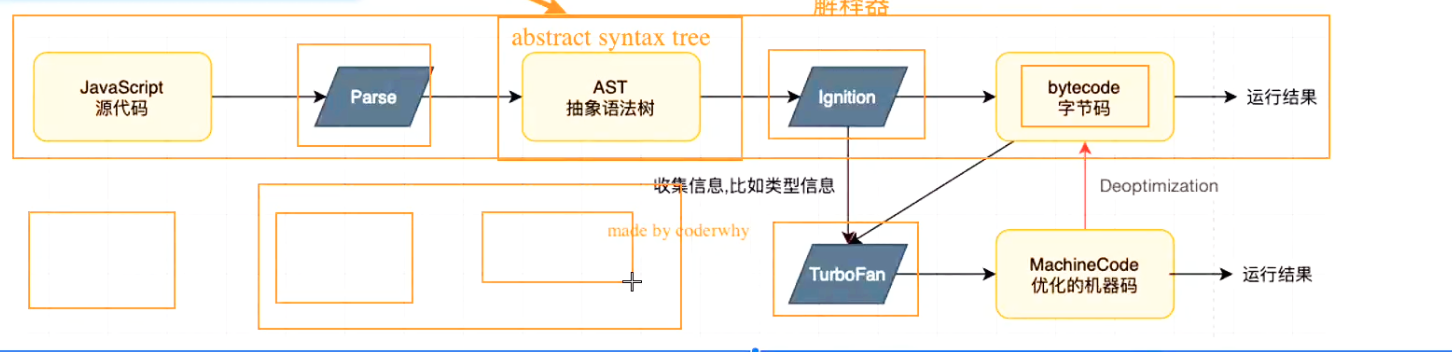 解释器
abstract syntax tree
JavaScript
源代码
Parse
AST
抽象语法树
Ignition
bytecode
字节码
运行结果
收集信息,比如类型信息
Deoptimization
made by coderwhy
TurboFan
MachineCode
优化的机器码
运行结果